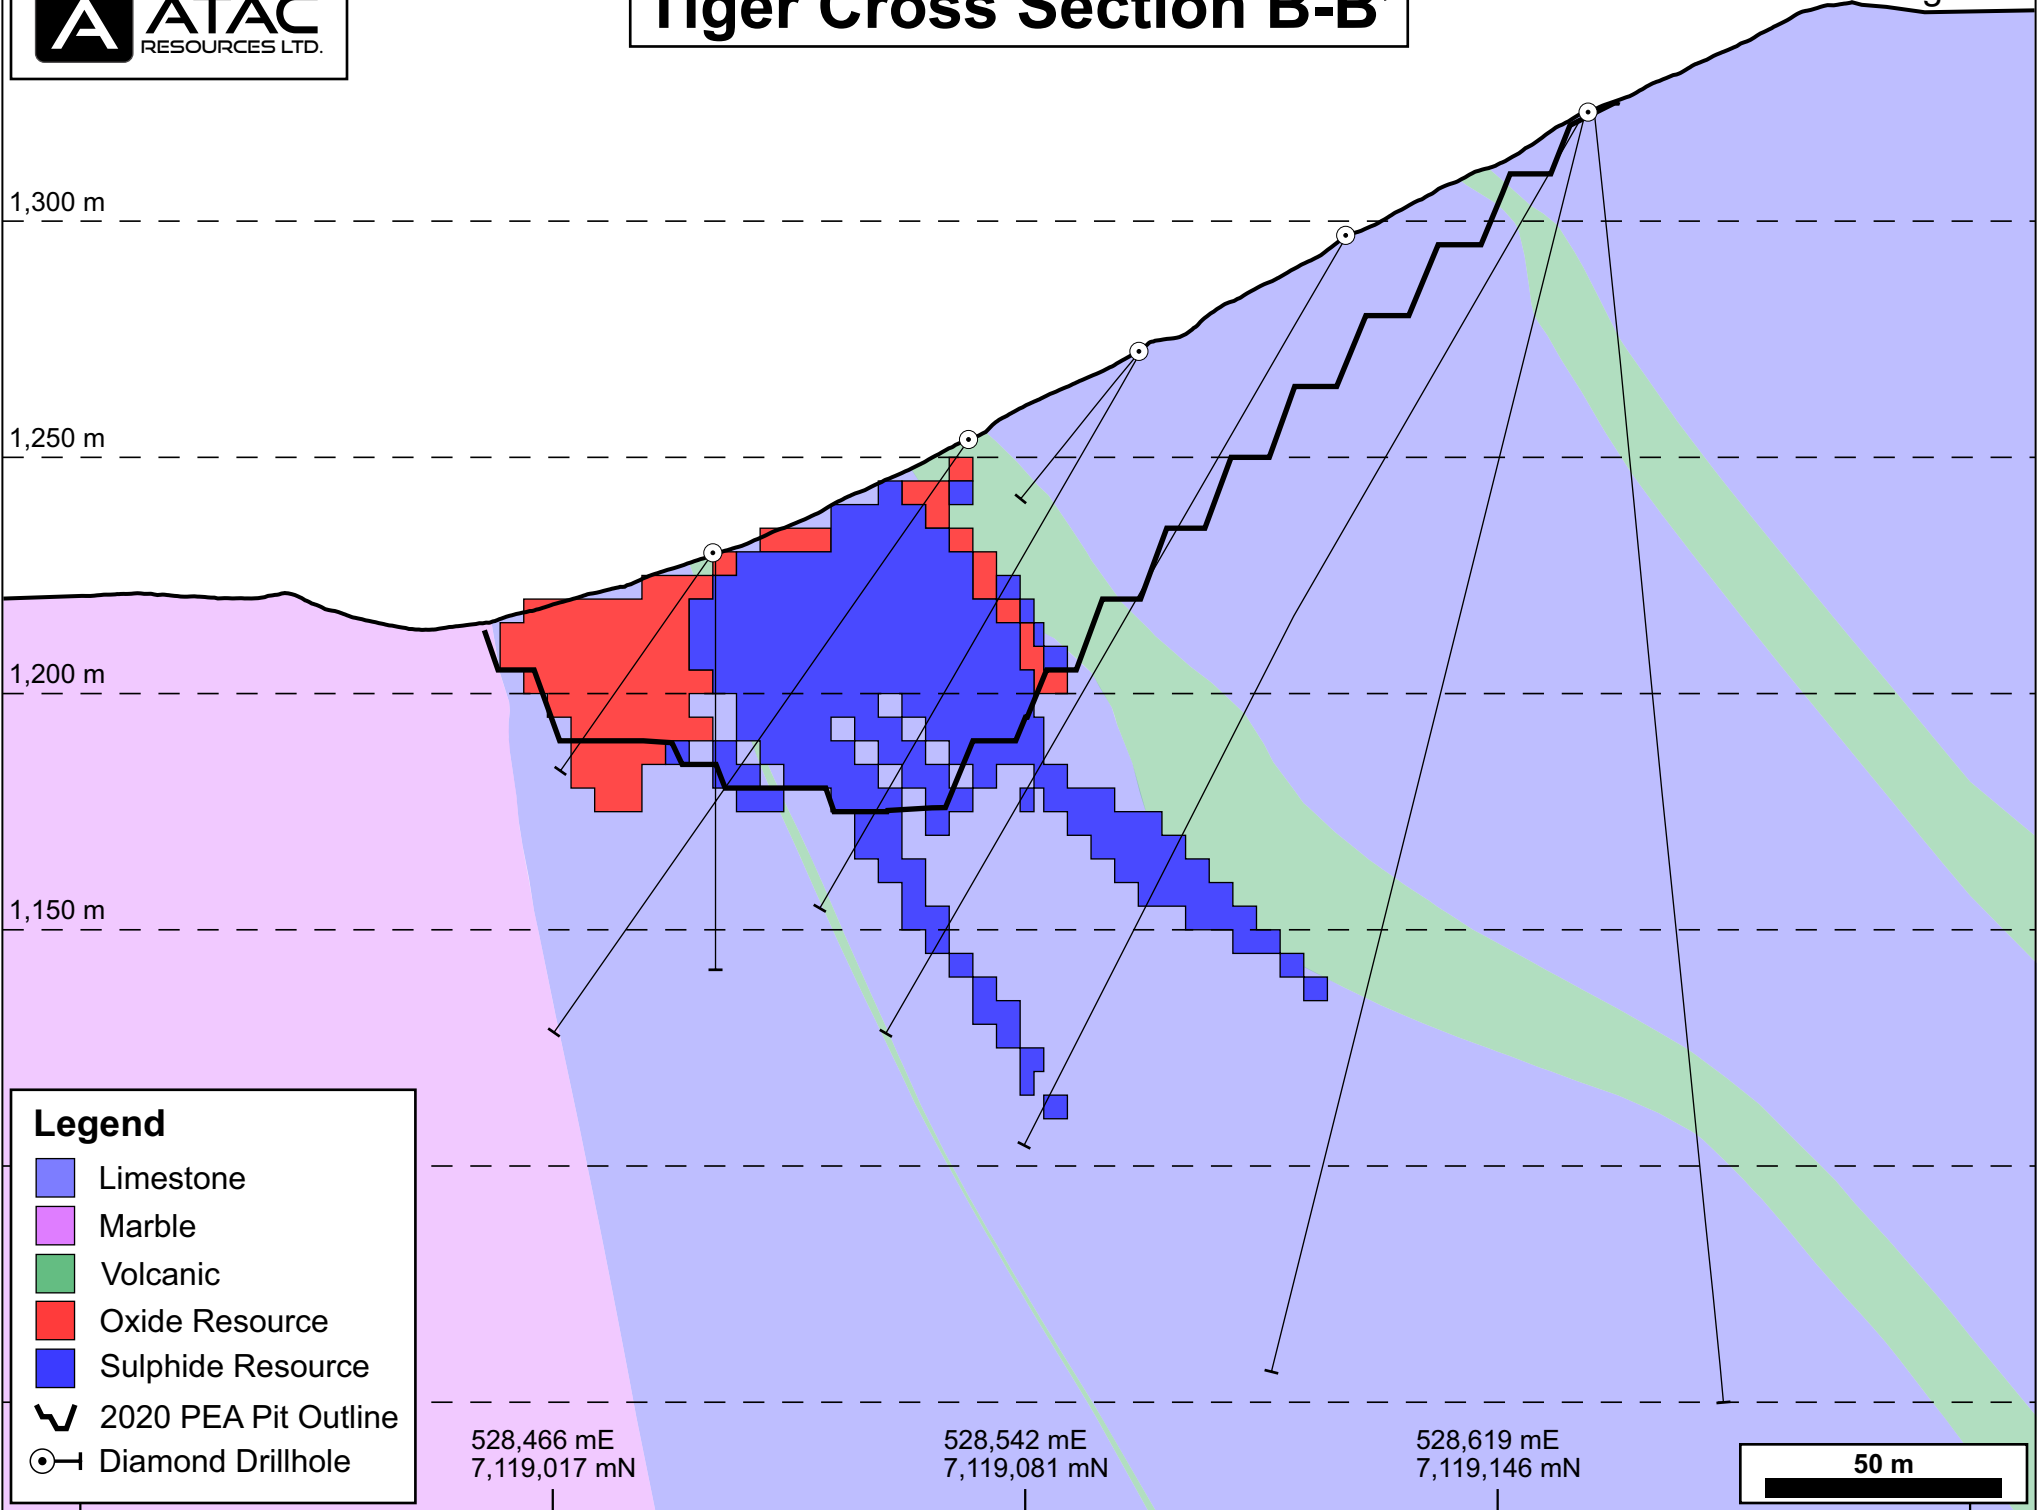 ATAC
RESOURCES LTD.
Tiger Cross Section B-B'
1,300 m
1,250 m
1,200 m
1,150 m
Legend
Limestone
Marble
Volcanic
Oxide Resource
Sulphide Resource
2020 PEA Pit Outline
Diamond Drillhole
528,466 mE
7,119,017 mN
528,542 mE
7,119,081 mN
528,619 mE
7,119,146 mN
50 m